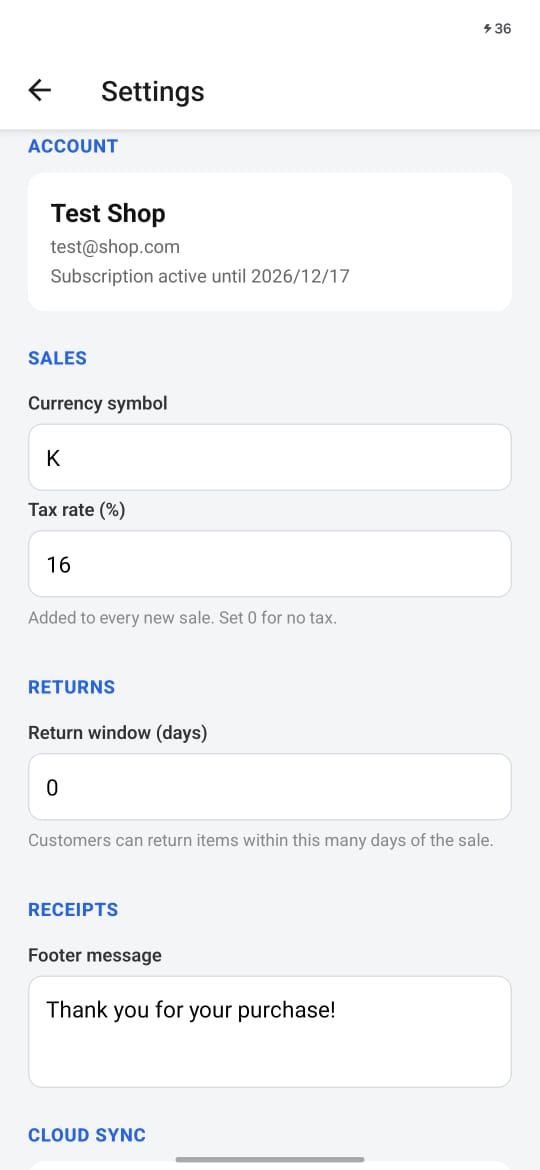 36
Settings
ACCOUNT
Test Shop
test@shop.com
Subscription active until 2026/12/17
SALES
Currency symbol
K
Tax rate (%)
16
Added to every new sale. Set 0 for no tax.
RETURNS
Return window (days)
0
Customers can return items within this many days of the sale.
RECEIPTS
Footer message
Thank you for your purchase!
CLOUD SYNC